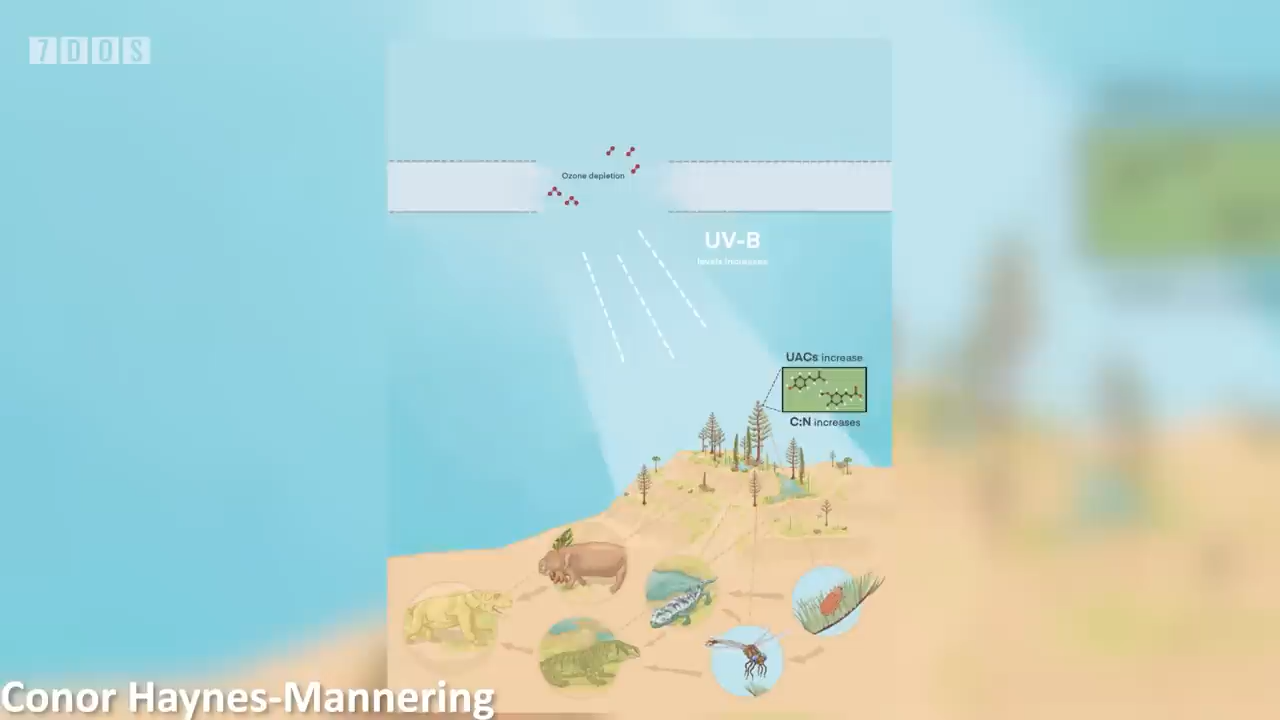 7DOS
Ozone depletion
UV-B
levels increases
UACs increase
C:N increases
Conor Haynes-Mannering